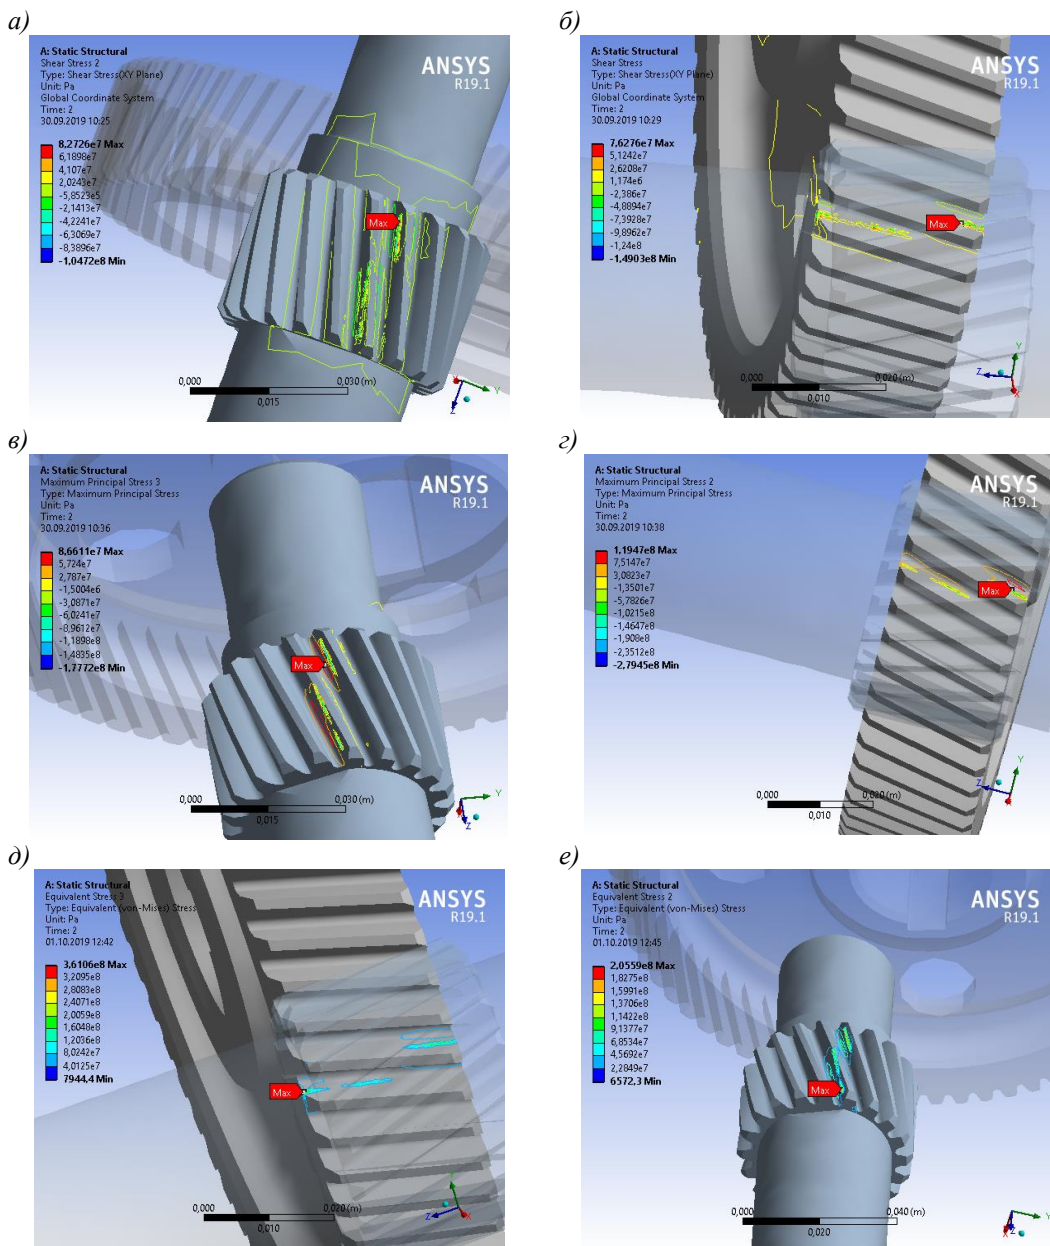 а)
A: Static Structural
Shear Stress 2
Type: Shear Stress(XY Plane)
Unit: Pa
Global Coordinate System
Time: 2
30.09.2019 10:25
8,2726e7 Max
6,1898e7
4,107e7
2,0243e7
-5,8523e5
-2,1413e7
-4,2241e7
-6,3069e7
-8,3896e7
-1,0472e8 Min
ANSYS
R19.1
Max
0,000
0,030 (m)
0,015
Y
Z
б)
A: Static Structural
Shear Stress
Type: Shear Stress(XY Plane)
Unit: Pa
Global Coordinate System
Time: 2
30.09.2019 10:29
7,6276e7 Max
5,1242e7
2,6208e7
1,174e6
-2,386e7
-4,8894e7
-7,3928e7
-9,8962e7
-1,24e8
-1,4903e8 Min
ANSYS
R19.1
Max
0,000
0,020 (m)
0,010
Y
Z
X
в)
A: Static Structural
Maximum Principal Stress 3
Type: Maximum Principal Stress
Unit: Pa
Time: 2
30.09.2019 10:36
8,6611e7 Max
5,724e7
2,787e7
-1,5004e6
-3,0871e7
-6,0241e7
-8,9612e7
-1,1898e8
-1,4835e8
-1,7772e8 Min
ANSYS
R19.1
Max
0,000
0,030 (m)
0,015
Y
Z
г)
A: Static Structural
Maximum Principal Stress 2
Type: Maximum Principal Stress
Unit: Pa
Time: 2
30.09.2019 10:38
1,1947e8 Max
7,5147e7
3,0823e7
-1,3501e7
-5,7826e7
-1,0215e8
-1,4647e8
-1,908e8
-2,3512e8
-2,7945e8 Min
ANSYS
R19.1
Max
0,000
0,020 (m)
0,010
Y
Z
д)
A: Static Structural
Equivalent Stress 3
Type: Equivalent (von-Mises) Stress
Unit: Pa
Time: 2
01.10.2019 12:42
3,6106e8 Max
3,2095e8
2,8083e8
2,4071e8
2,0059e8
1,6048e8
1,2036e8
8,0242e7
4,0125e7
7944,4 Min
ANSYS
R19.1
Max
0,000
0,020 (m)
0,010
Y
Z
X
е)
A: Static Structural
Equivalent Stress 2
Type: Equivalent (von-Mises) Stress
Unit: Pa
Time: 2
01.10.2019 12:45
2,0559e8 Max
1,8275e8
1,5991e8
1,3706e8
1,1422e8
9,1377e7
6,8534e7
4,5692e7
2,2849e7
6572,3 Min
ANSYS
R19.1
Max
0,000
0,040 (m)
0,020
Y
Z
X